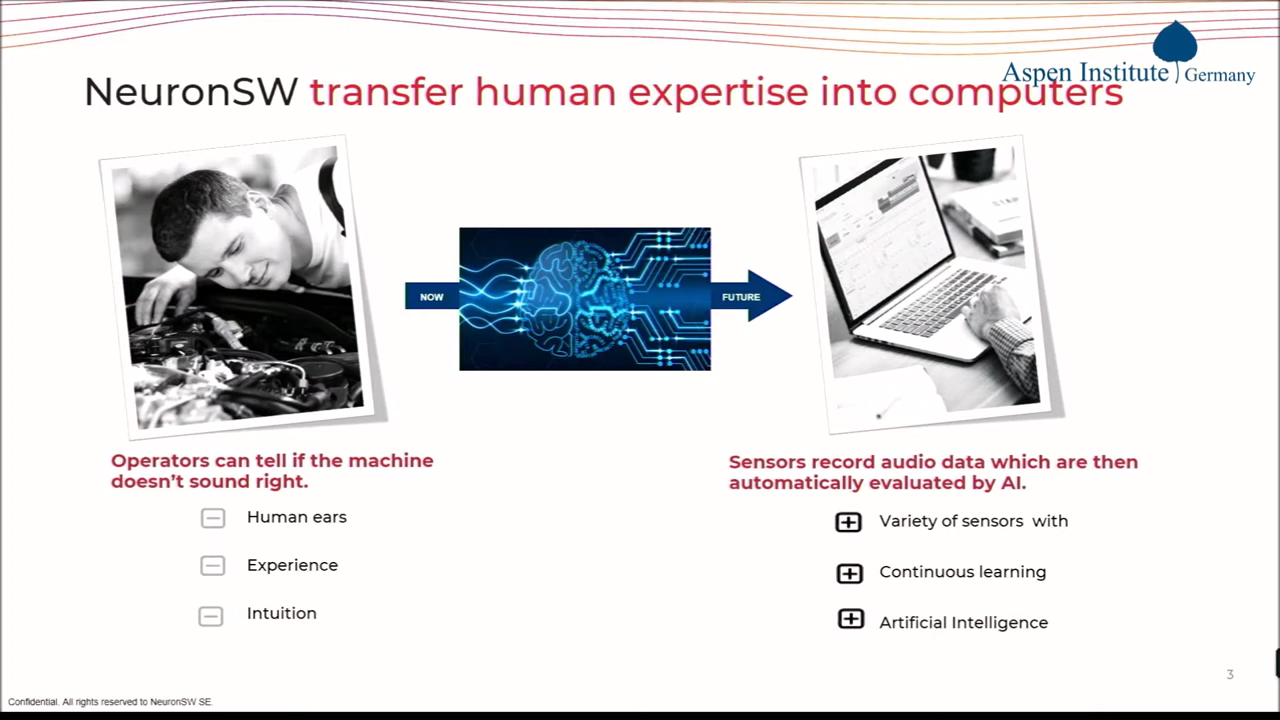 Aspen Institute Germany
NeuronSW transfer human expertise into computers
NOW
FUTURE
Operators can tell if the machine
doesn't sound right.
Human ears
Experience
Intuition
Sensors record audio data which are then
automatically evaluated by AI.
Variety of sensors with
Continuous learning
Artificial Intelligence
3
Confidential. All rights reserved to NeuronSW SE.